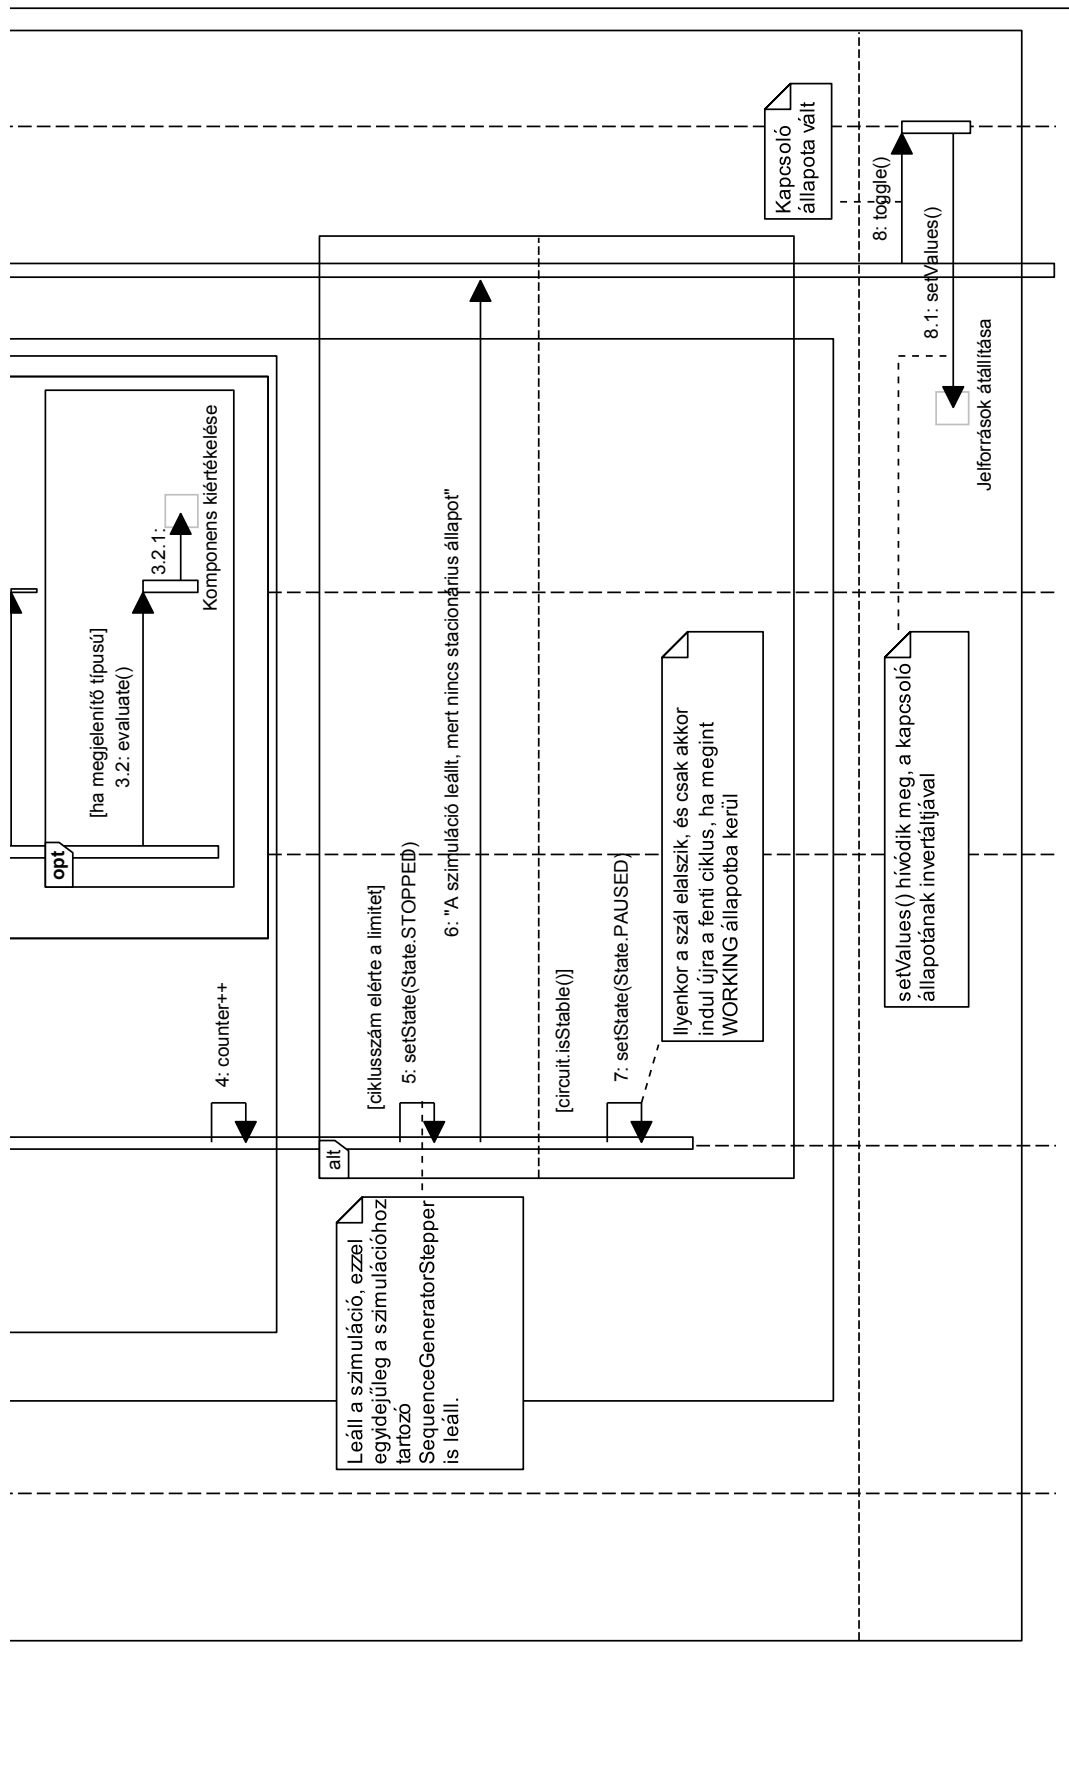 [ha megjelenítő típusú]
3.2: evaluate()
opt
3.2.1:
Komponens kiértékelése
4: counter++
alt
[ciklusszám elérte a limitet]
5: setState(State.STOPPED)
Leáll a szimuláció, ezzel
egyidejűleg a szimulációhoz
tartozó
SequenceGeneratorStepper
is leáll.
6: "A szimuláció leállt, mert nincs stacionárius állapot"
[circuit.isStable()]
7: setState(State.PAUSED)
Ilyenkor a szál elalszik, és csak akkor
indul újra a fenti ciklus, ha megint
WORKING állapotba kerül
Kapcsoló
állapota vált
8: toggle()
8.1: setValues()
setValues() hívódik meg, a kapcsoló
állapotának invertáltjával
Jelforrások átállítása